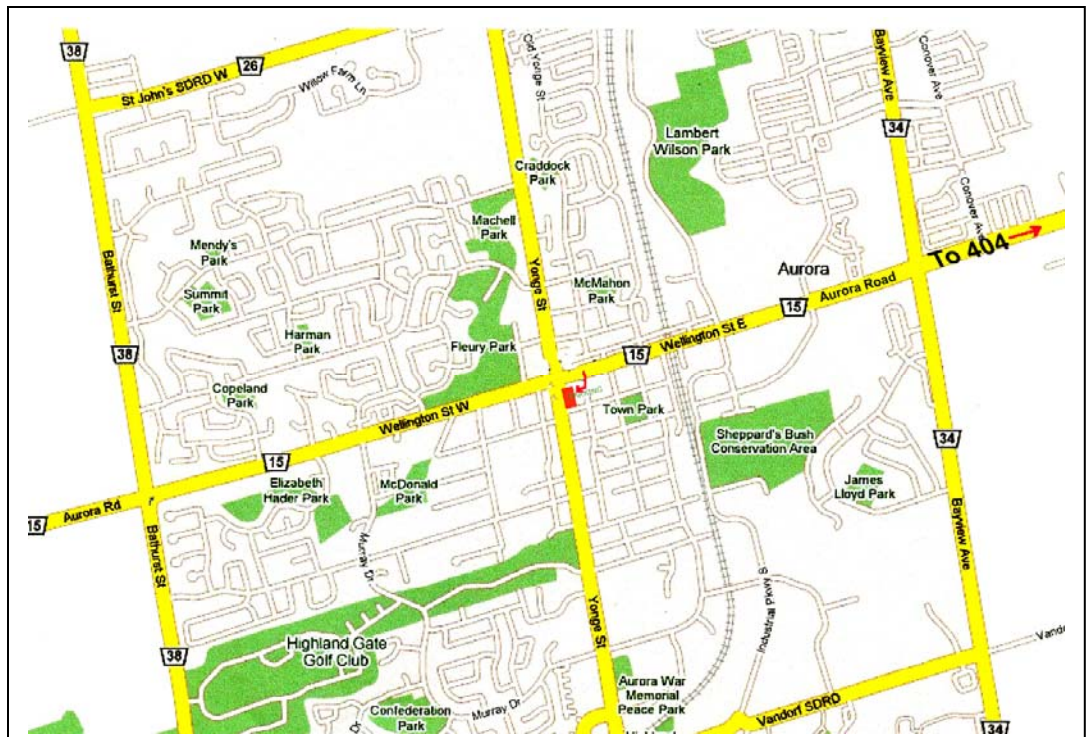 38
26
St John's SDRD W
Willow Farm Ln
Old Yonge St
Bayview Ave
Conover Ave
34
Lambert
Wilson Park
Craddock
Park
Machell
Park
Conover Ave
Mendy's
Park
Bathurst St
Yonge St
To 404
Summit
Park
McMahon
Park
Aurora
Aurora Road
15
Harman
Park
Fleury Park
Wellington St E
15
38
Copeland
Park
Wellington St W
Town Park
Sheppard's Bush
Conservation Area
34
15
Elizabeth
Hader Park
McDonald
Park
James
Lloyd Park
Aurora Rd
15
Bathurst St
Murray Dr
Bayview Ave
Industrial Pkwy S
Yonge St
Highland Gate
Golf Club
38
Vand
Aurora War
Memorial
Peace Park
Confederation
Park
Murray Dr
Dr
Vandorf SDRD
34